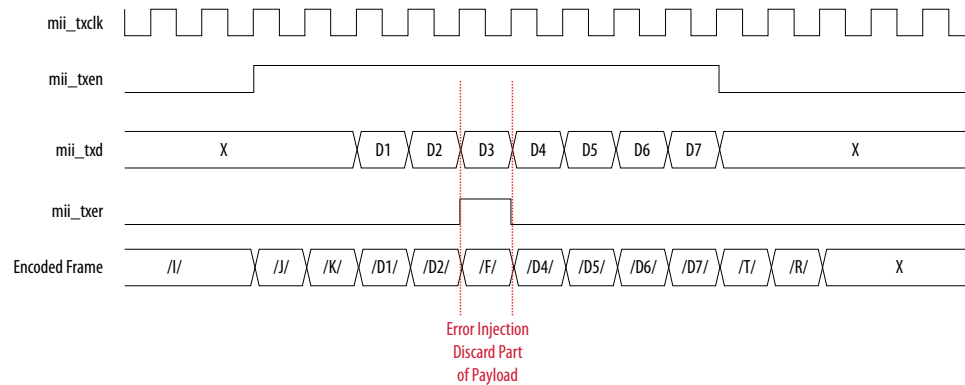 mii_txclk
mii_txen
mii_txd X D1 D2 D3 D4 D5 D6 D7 X
mii_txer
Encoded Frame /I/ /J/ /K/ /D1/ /D2/ /F/ /D4/ /D5/ /D6/ /D7/ /T/ /R/ X
Error Injection
Discard Part
of Payload